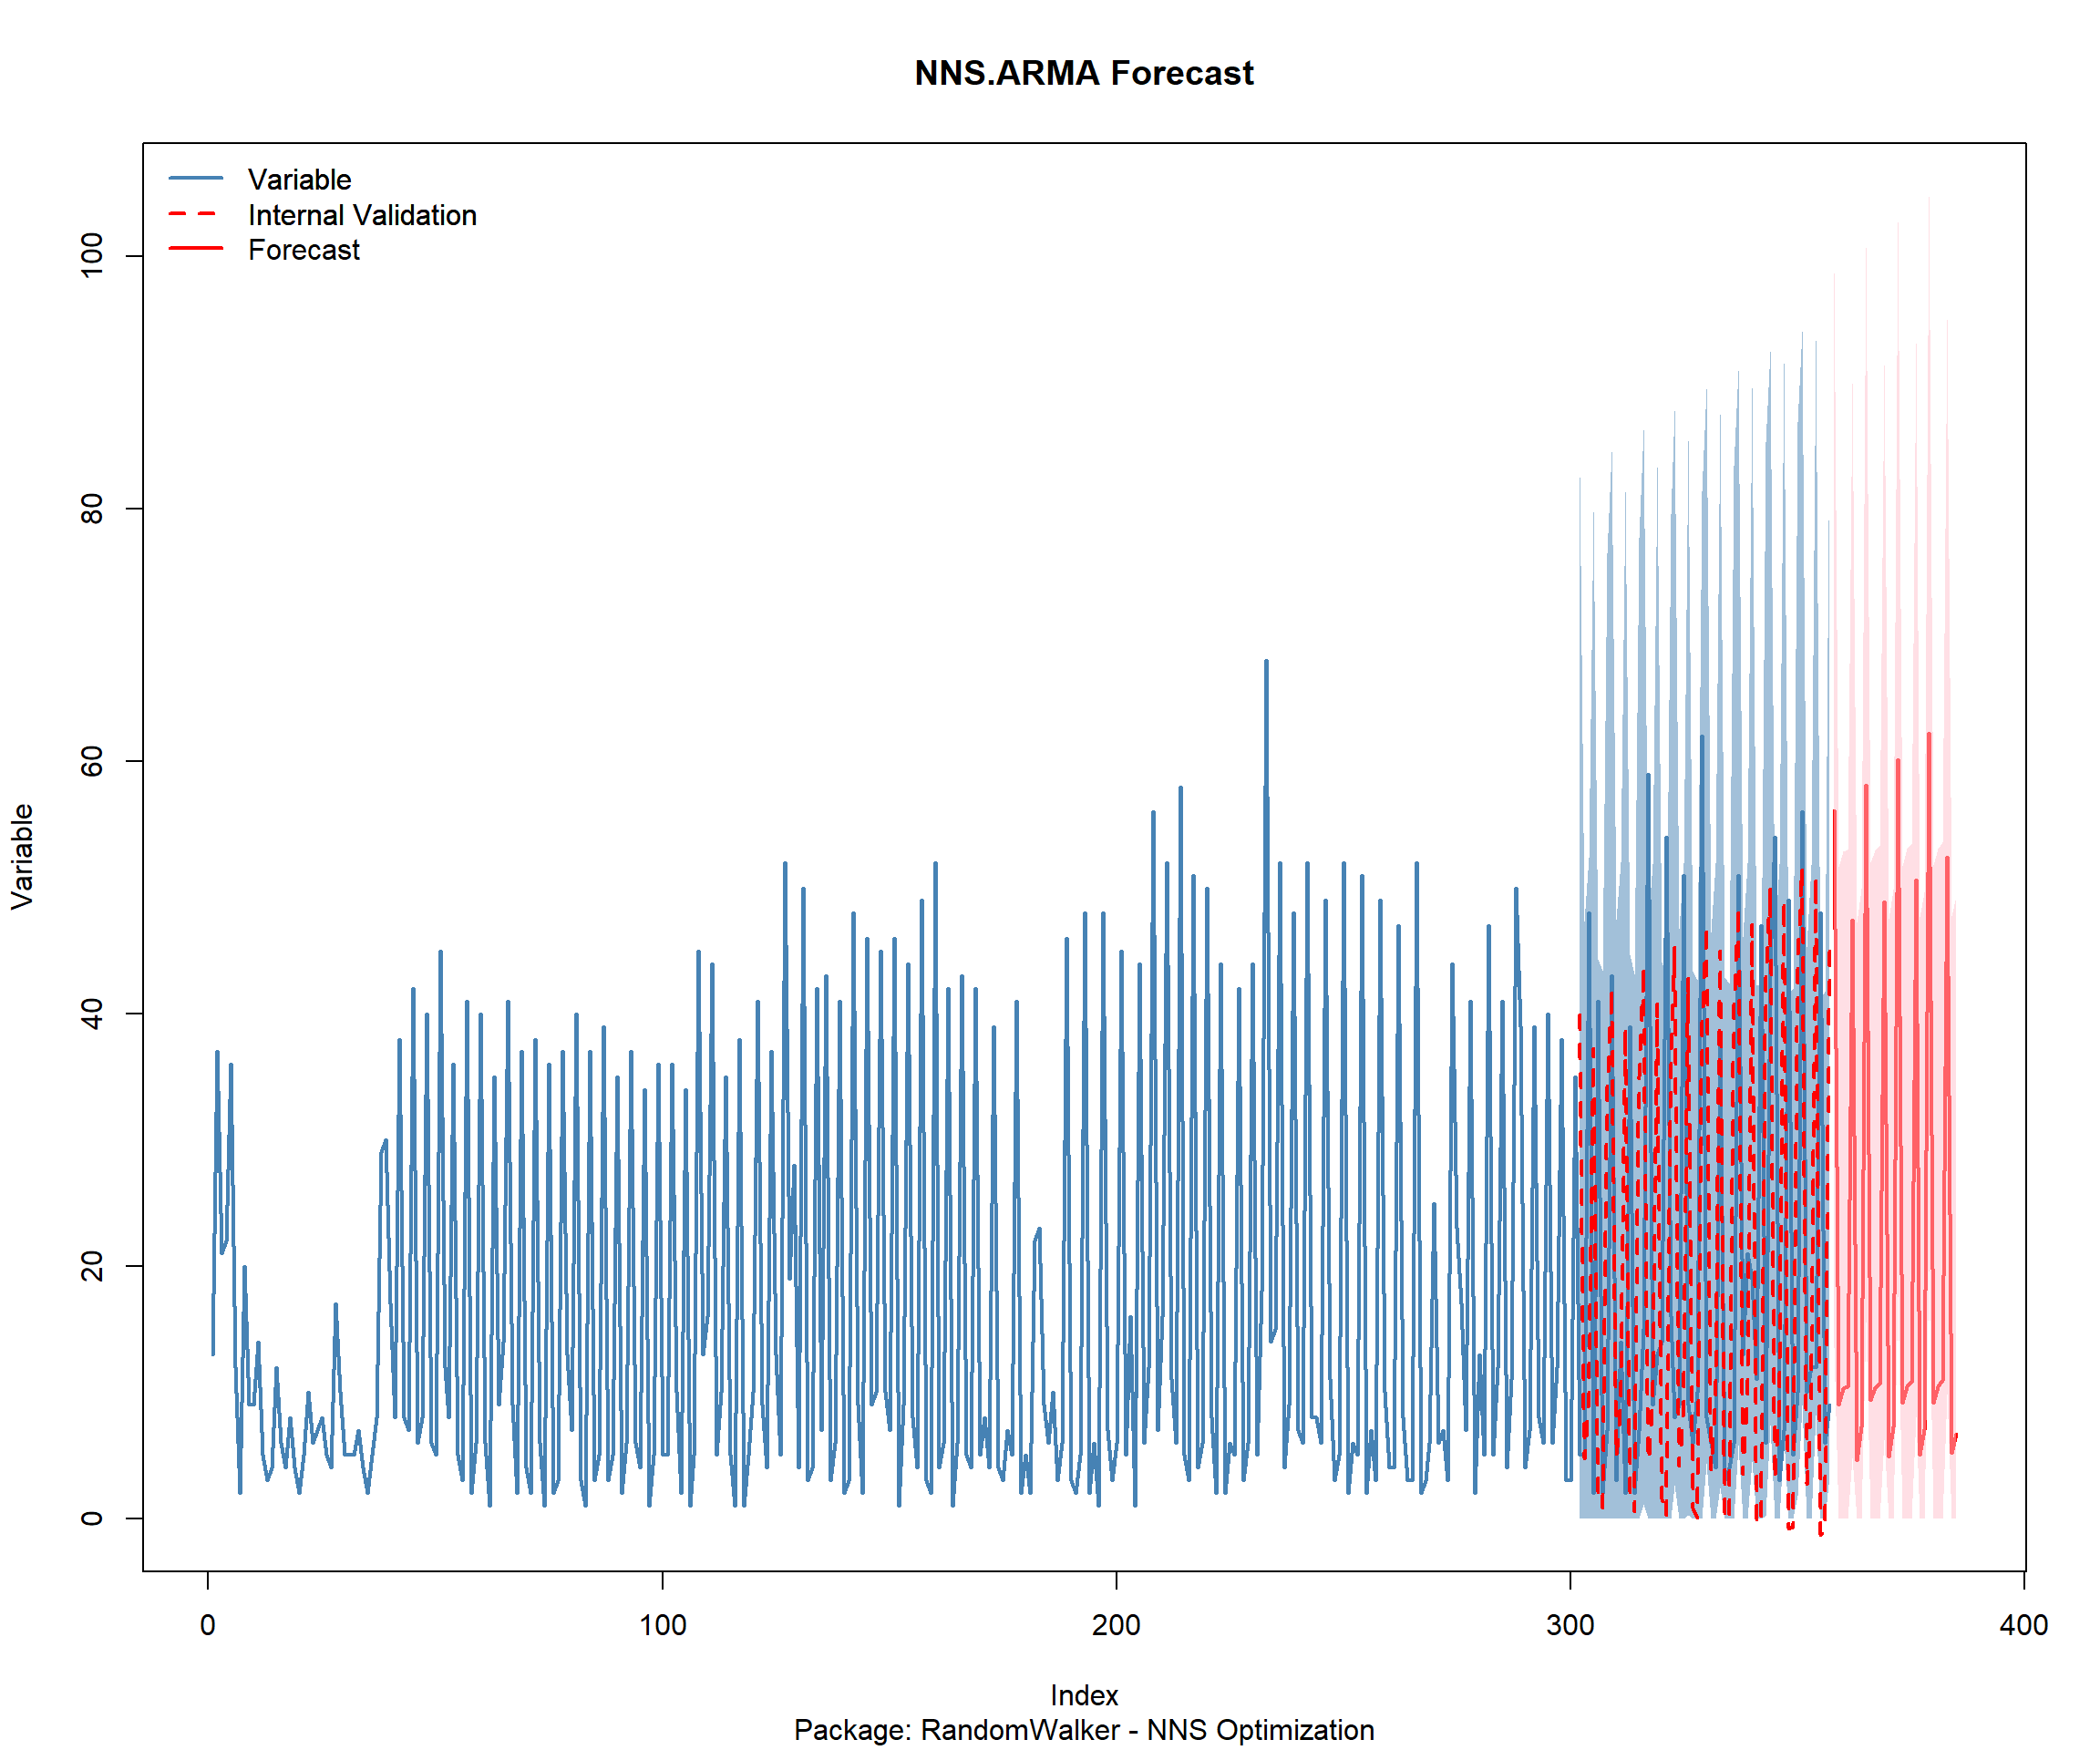 NNS.ARMA Forecast
Variable
Internal Validation
Forecast
Variable
0
20
40
60
80
100
0
100
200
300
400
Index
Package: RandomWalker - NNS Optimization